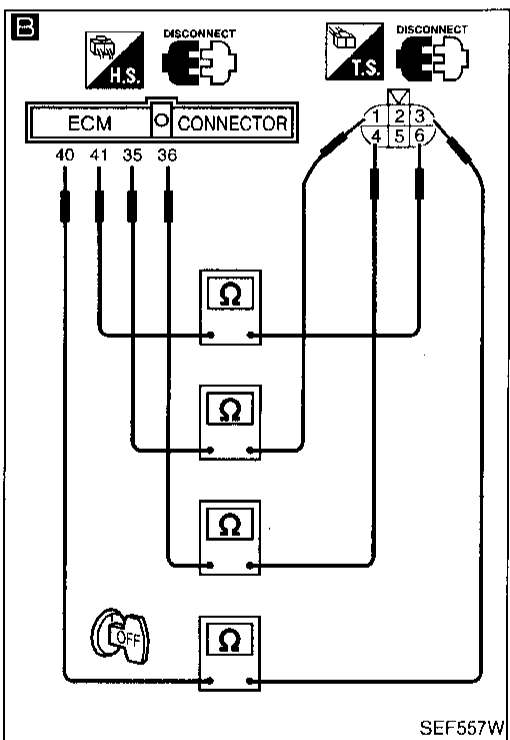 B
DISCONNECT
H.S.
DISCONNECT
T.S.
ECM CONNECTOR
40 41 35 36
1 2 3
4 5 6
Ω
Ω
Ω
OFF
Ω
SEF557W